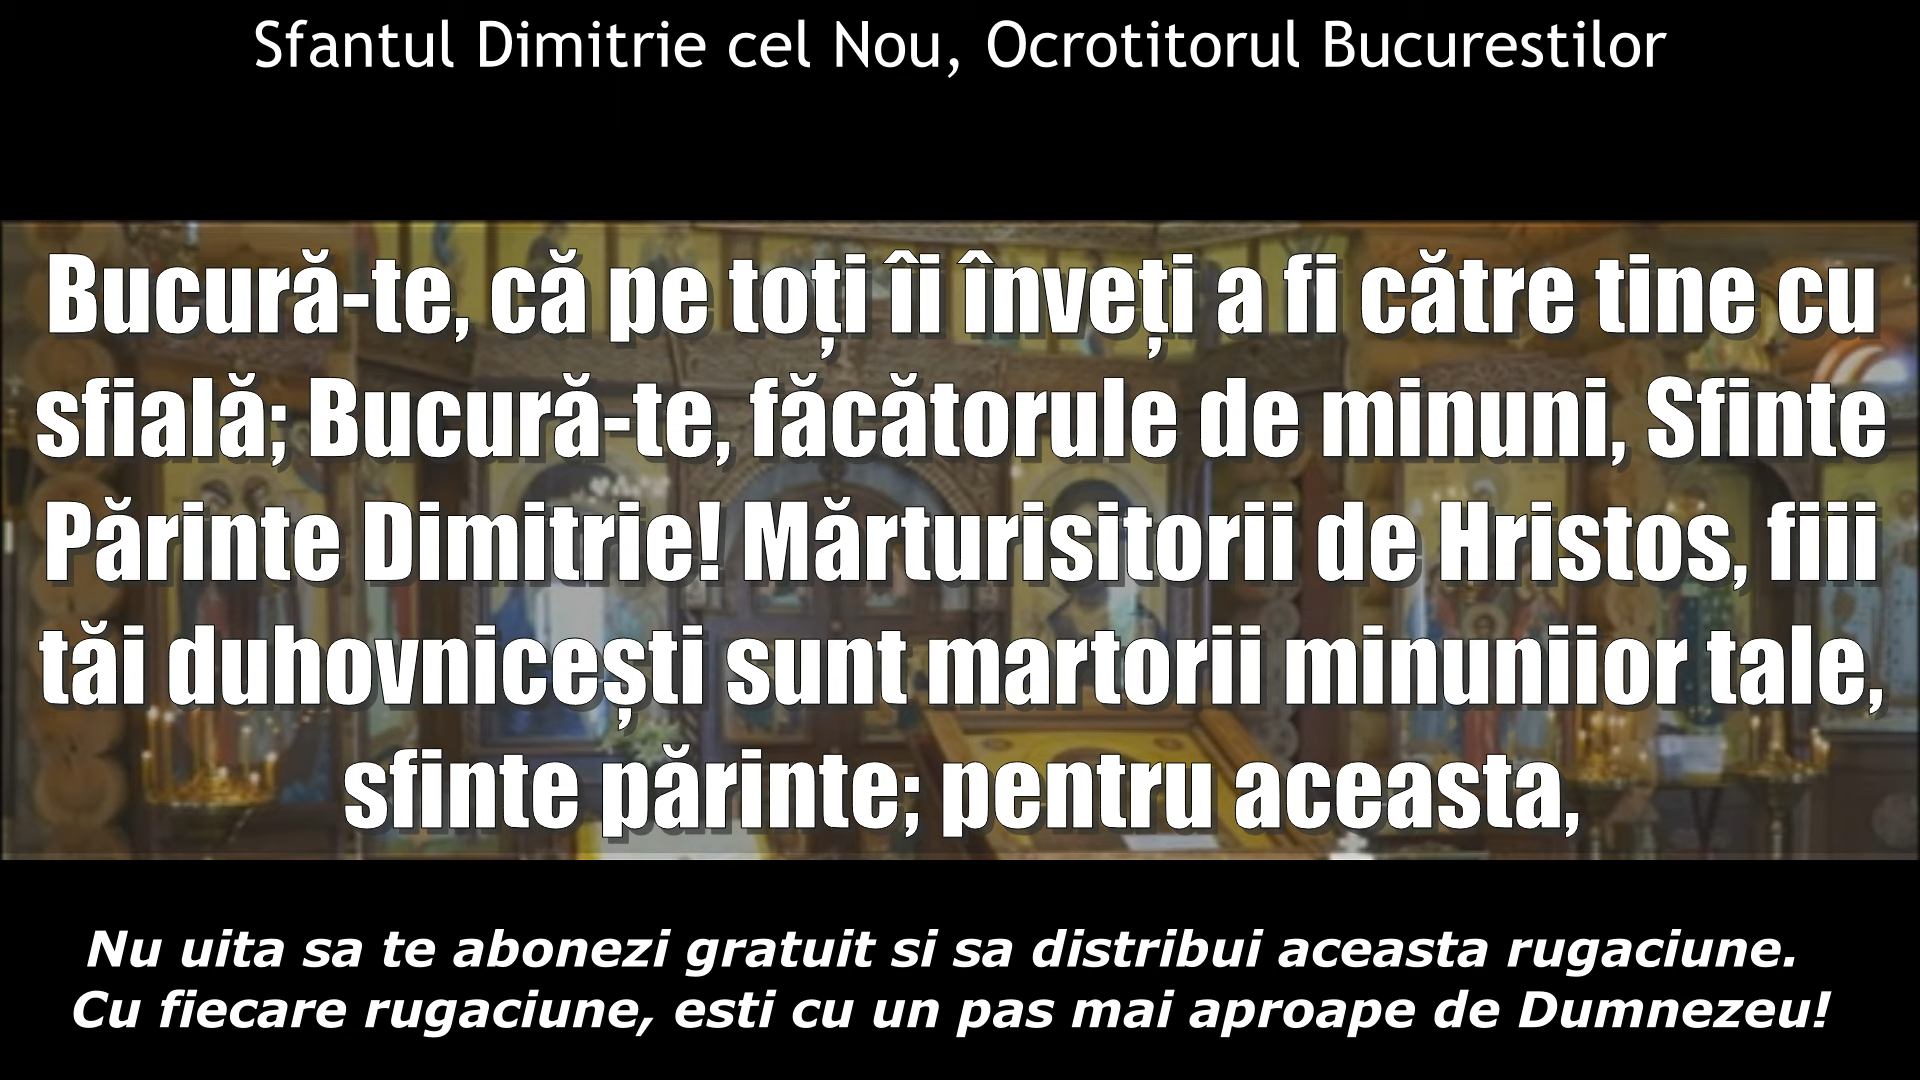 Sfantul Dimitrie cel Nou, Ocrotitorul Bucurestilor
Bucură-te, că pe toți îi înveți a fi către tine cu
sfială; Bucură-te, făcătorule de minuni, Sfinte
Părinte Dimitrie! Mărturisitorii de Hristos, fiii
tăi duhovnicești sunt martorii minuniior tale,
sfinte părinte; pentru aceasta,
Nu uita sa te abonezi gratuit si sa distribui aceasta rugaciune.
Cu fiecare rugaciune, esti cu un pas mai aproape de Dumnezeu!